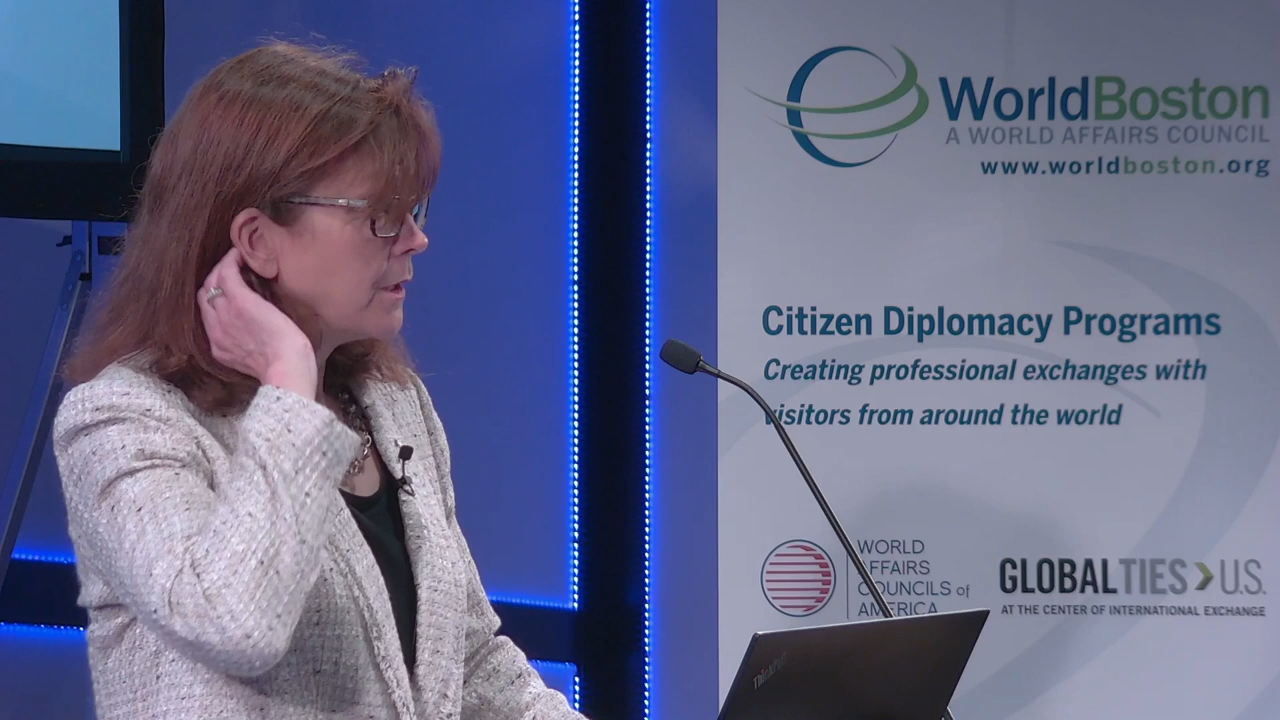 WorldBoston
A WORLD AFFAIRS COUNCIL
www.worldboston.org
Citizen Diplomacy Programs
Creating professional exchanges with
visitors from around the world
WORLD
AFFAIRS
COUNCILS of
AMERICA
GLOBALTIES>U.S.
AT THE CENTER OF INTERNATIONAL EXCHANGE
ThinkPad